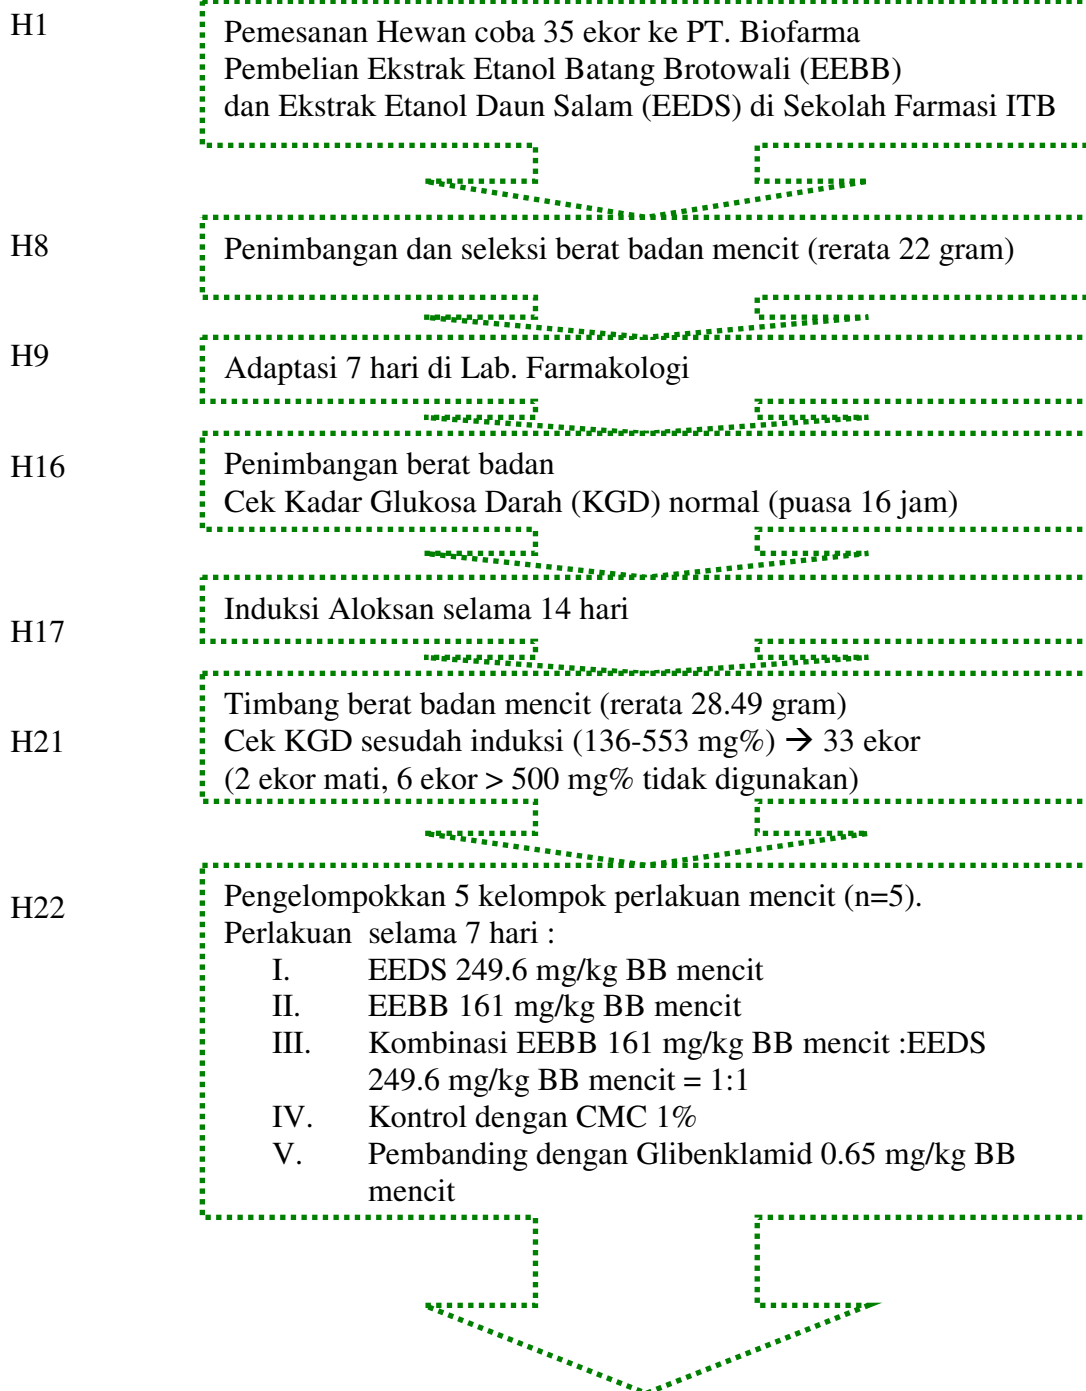 H1
Pemesanan Hewan coba 35 ekor ke PT. Biofarma
Pembelian Ekstrak Etanol Batang Brotowali (EEBB)
dan Ekstrak Etanol Daun Salam (EEDS) di Sekolah Farmasi ITB
H8
Penimbangan dan seleksi berat badan mencit (rerata 22 gram)
H9
Adaptasi 7 hari di Lab. Farmakologi
H16
Penimbangan berat badan
Cek Kadar Glukosa Darah (KGD) normal (puasa 16 jam)
H17
Induksi Aloksan selama 14 hari
H21
Timbang berat badan mencit (rerata 28.49 gram)
Cek KGD sesudah induksi (136-553 mg%) → 33 ekor
(2 ekor mati, 6 ekor > 500 mg% tidak digunakan)
H22
Pengelompokkan 5 kelompok perlakuan mencit (n=5).
Perlakuan  selama 7 hari :
I. EEDS 249.6 mg/kg BB mencit
II. EEBB 161 mg/kg BB mencit
III. Kombinasi EEBB 161 mg/kg BB mencit :EEDS
249.6 mg/kg BB mencit = 1:1
IV. Kontrol dengan CMC 1%
V. Pembanding dengan Glibenklamid 0.65 mg/kg BB
mencit